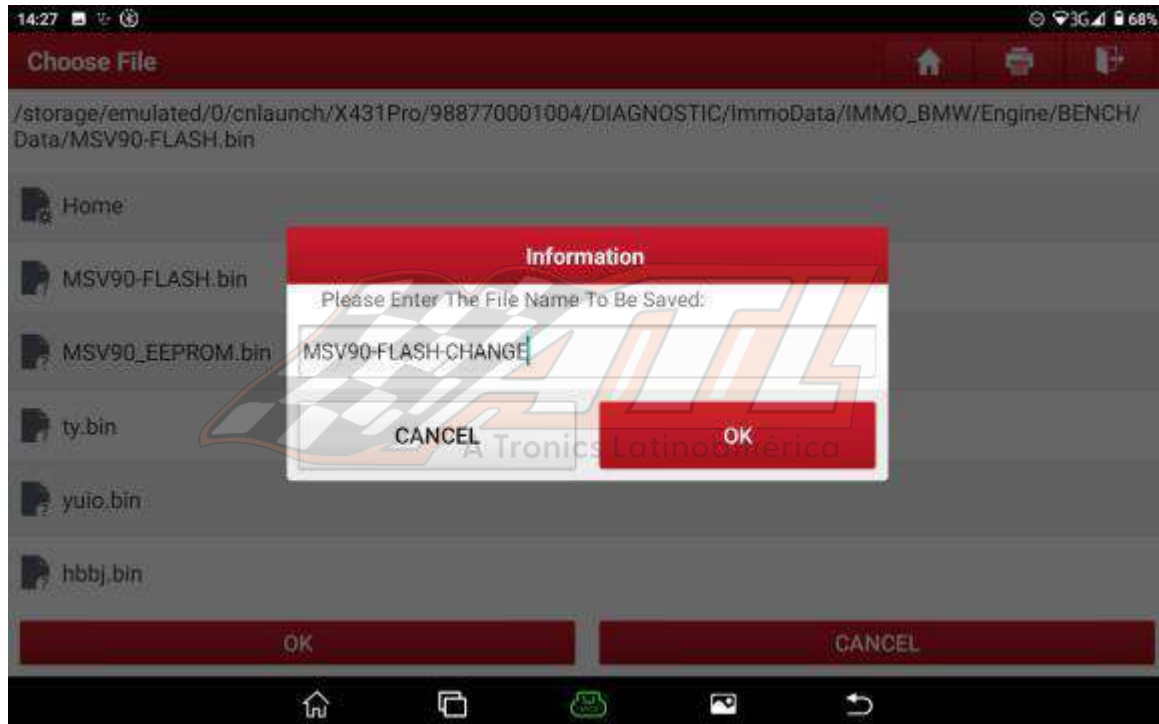 14:27
3G 68%
Choose File
/storage/emulated/0/cnlaunch/X431Pro/988770001004/DIAGNOSTIC/ImmoData/IMMO_BMW/Engine/BENCH/
Data/MSV90-FLASH.bin
Home
MSV90-FLASH.bin
MSV90_EEPROM.bin
ty.bin
yuio.bin
hbbj.bin
Information
Please Enter The File Name To Be Saved:
MSV90-FLASH-CHANGE
CANCEL
OK
ATL
A Tronics Latinoamérica
OK
CANCEL